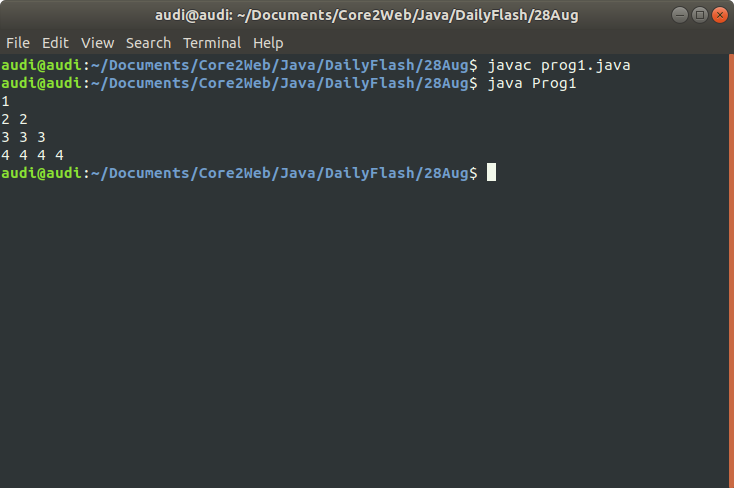 audi@audi: ~/Documents/Core2Web/Java/DailyFlash/28Aug
File Edit View Search Terminal Help
audi@audi:~/Documents/Core2Web/Java/DailyFlash/28Aug$ javac prog1.java
audi@audi:~/Documents/Core2Web/Java/DailyFlash/28Aug$ java Prog1
1
2 2
3 3 3
4 4 4 4
audi@audi:~/Documents/Core2Web/Java/DailyFlash/28Aug$